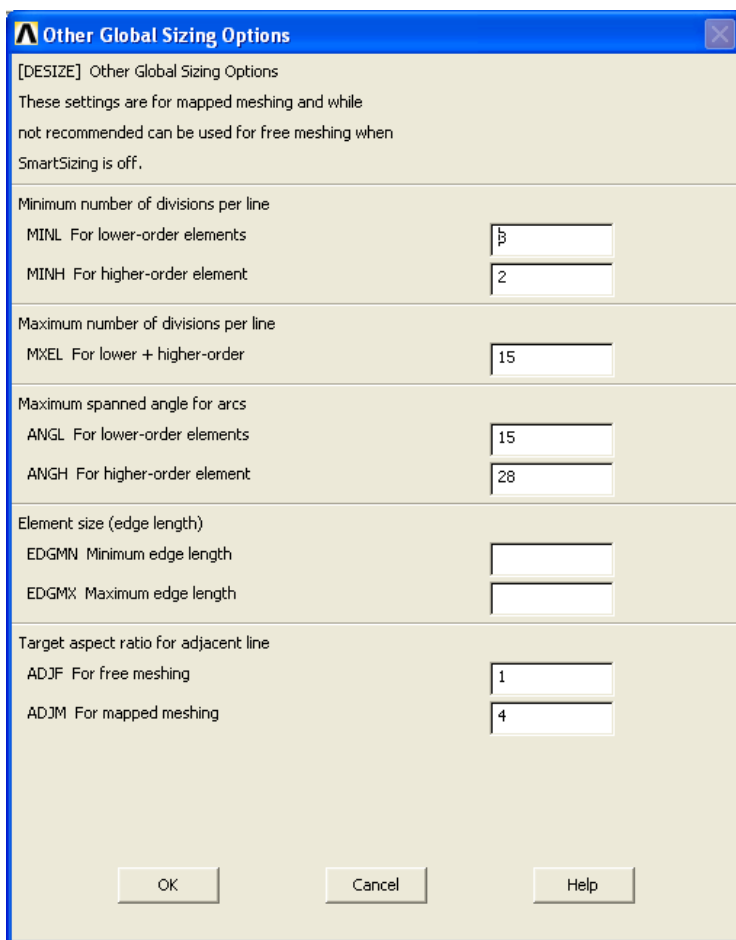 Other Global Sizing Options
[DESIZE] Other Global Sizing Options
These settings are for mapped meshing and while
not recommended can be used for free meshing when
SmartSizing is off.
Minimum number of divisions per line
MINL For lower-order elements 3
MINH For higher-order element 2
Maximum number of divisions per line
MXEL For lower + higher-order 15
Maximum spanned angle for arcs
ANGL For lower-order elements 15
ANGH For higher-order element 28
Element size (edge length)
EDGMN Minimum edge length
EDGMX Maximum edge length
Target aspect ratio for adjacent line
ADJF For free meshing 1
ADJM For mapped meshing 4
OK Cancel Help